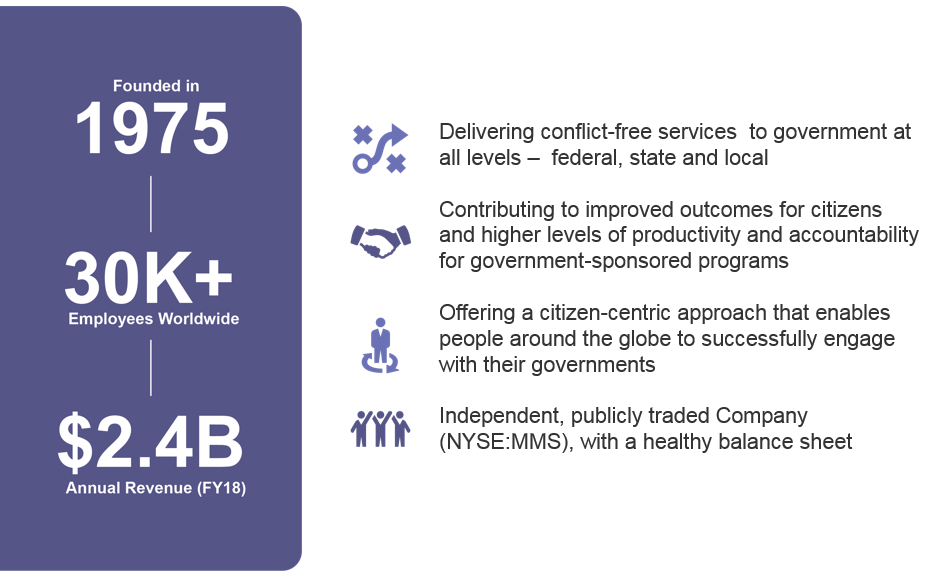 Founded in
1975
30K+
Employees Worldwide
$2.4B
Annual Revenue (FY18)
Delivering conflict-free services  to government at
all levels –  federal, state and local
Contributing to improved outcomes for citizens
and higher levels of productivity and accountability
for government-sponsored programs
Offering a citizen-centric approach that enables
people around the globe to successfully engage
with their governments
Independent, publicly traded Company
(NYSE:MMS), with a healthy balance sheet